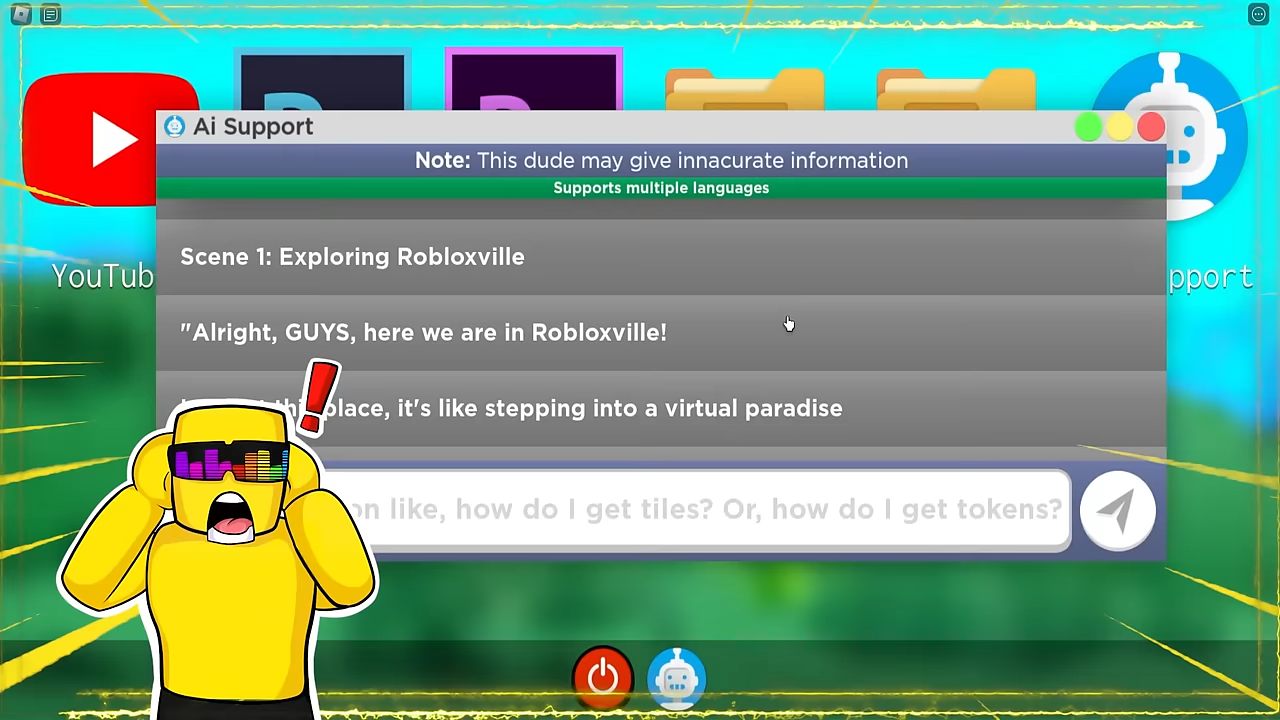 Ai Support
Note: This dude may give innacurate information
Supports multiple languages
YouTub
pport
Scene 1: Exploring Robloxville
"Alright, GUYS, here we are in Robloxville!
place, it's like stepping into a virtual paradise
on like, how do I get tiles? Or, how do I get tokens?